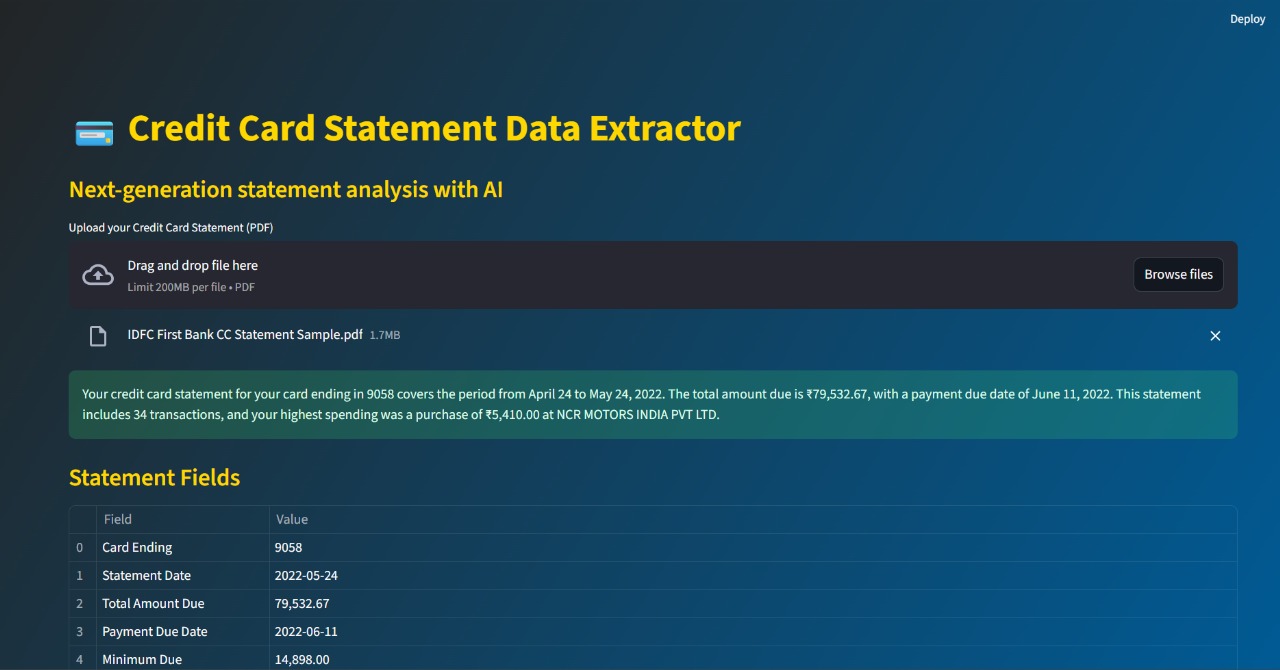 Deploy
Credit Card Statement Data Extractor
Next-generation statement analysis with AI
Upload your Credit Card Statement (PDF)
Drag and drop file here
Limit 200MB per file • PDF
Browse files
IDFC First Bank CC Statement Sample.pdf 1.7MB
Your credit card statement for your card ending in 9058 covers the period from April 24 to May 24, 2022. The total amount due is ₹79,532.67, with a payment due date of June 11, 2022. This statement
includes 34 transactions, and your highest spending was a purchase of ₹5,410.00 at NCR MOTORS INDIA PVT LTD.
Statement Fields
Field Value
0 Card Ending 9058
1 Statement Date 2022-05-24
2 Total Amount Due 79,532.67
3 Payment Due Date 2022-06-11
4 Minimum Due 14,898.00